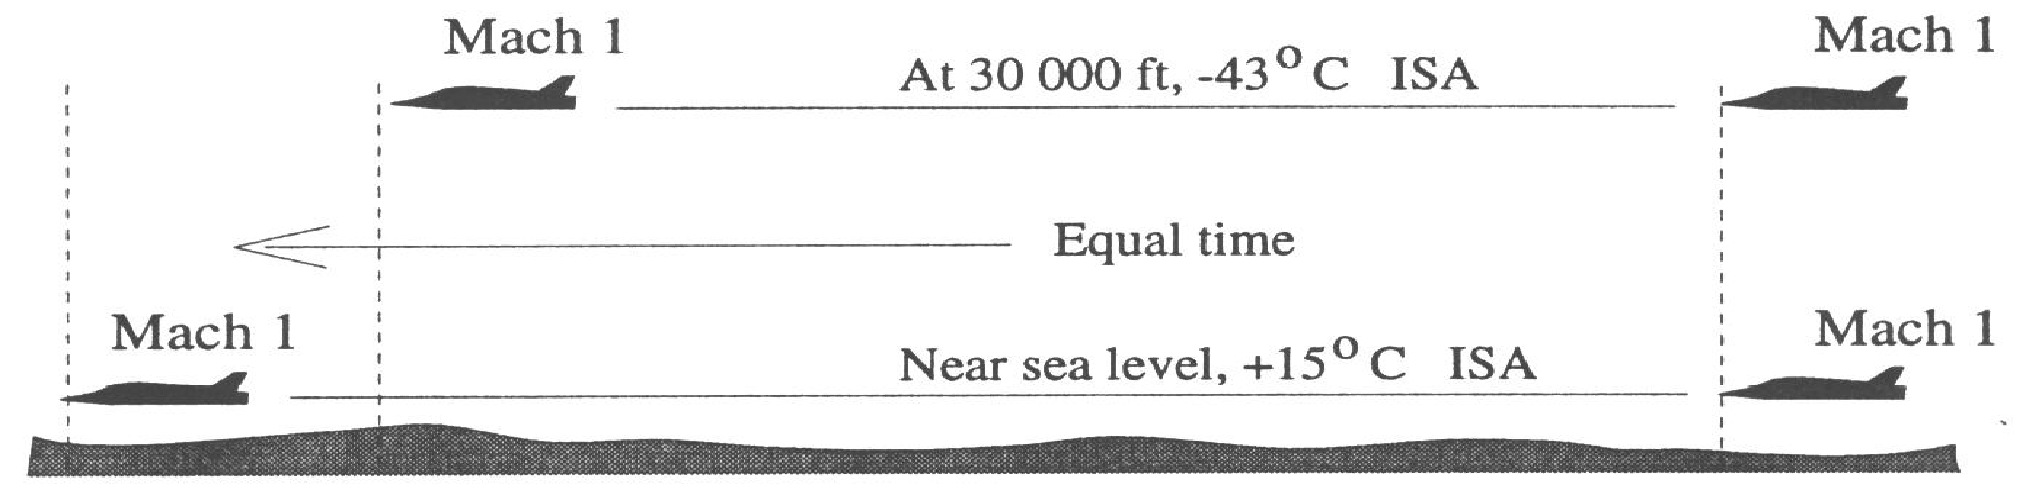 Mach 1
Mach 1
At 30 000 ft, -43°C ISA
Equal time
Mach 1
Mach 1
Near sea level, +15°C ISA